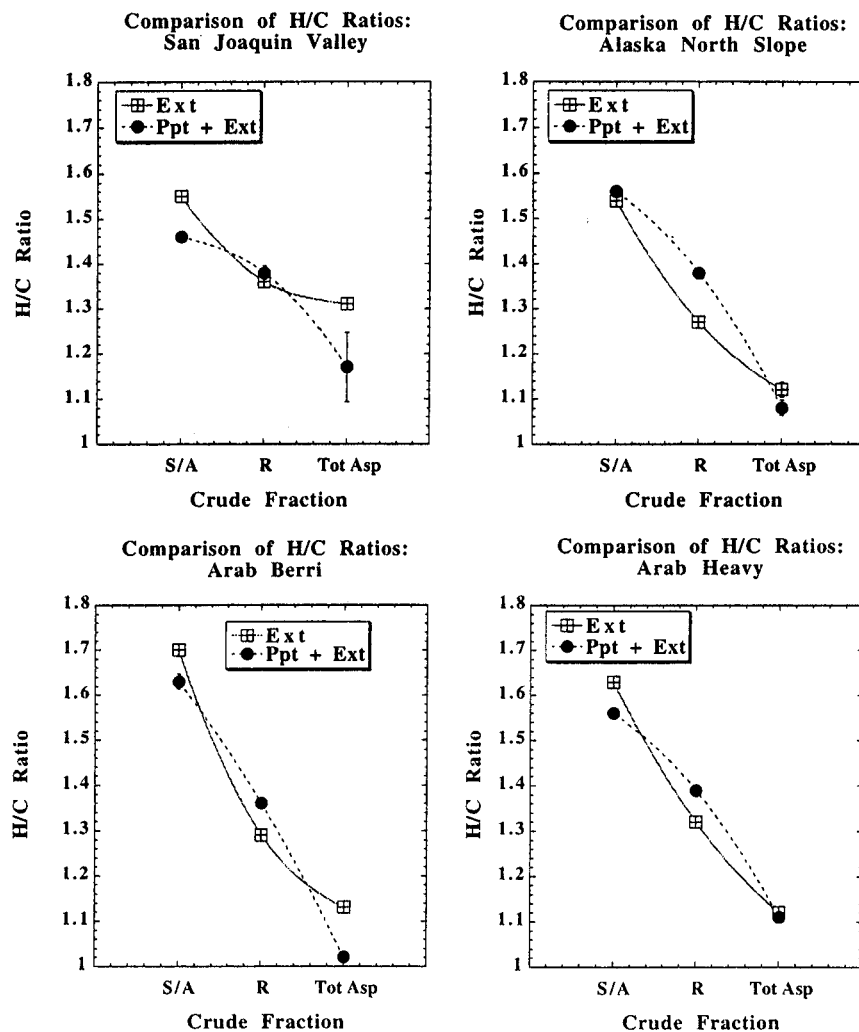 Comparison of H/C Ratios:
San Joaquin Valley
H/C Ratio
1.8
1.7
1.6
1.5
1.4
1.3
1.2
1.1
1
Ext
Ppt + Ext
S/A R Tot Asp
Crude Fraction
Comparison of H/C Ratios:
Alaska North Slope
H/C Ratio
1.8
1.7
1.6
1.5
1.4
1.3
1.2
1.1
1
Ext
Ppt + Ext
S/A R Tot Asp
Crude Fraction
Comparison of H/C Ratios:
Arab Berri
H/C Ratio
1.8
1.7
1.6
1.5
1.4
1.3
1.2
1.1
1
Ext
Ppt + Ext
S/A R Tot Asp
Crude Fraction
Comparison of H/C Ratios:
Arab Heavy
H/C Ratio
1.8
1.7
1.6
1.5
1.4
1.3
1.2
1.1
1
Ext
Ppt + Ext
S/A R Tot Asp
Crude Fraction